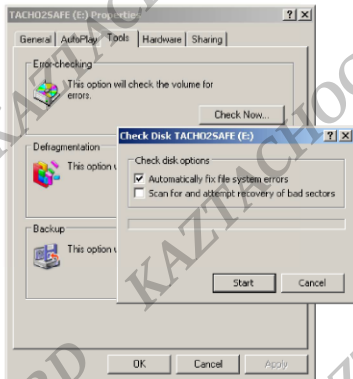 TACHO2SAFE (E:) Properties
General AutoPlay Tools Hardware Sharing
Error-checking
This option will check the volume for
errors.
Check Now...
Check Disk TACHO2SAFE (E:)
Check disk options
Automatically fix file system errors
Scan for and attempt recovery of bad sectors
Start Cancel
Defragmentation
This option
Backup
This option
OK Cancel Apply
KAZTACHO
KAZTACHO